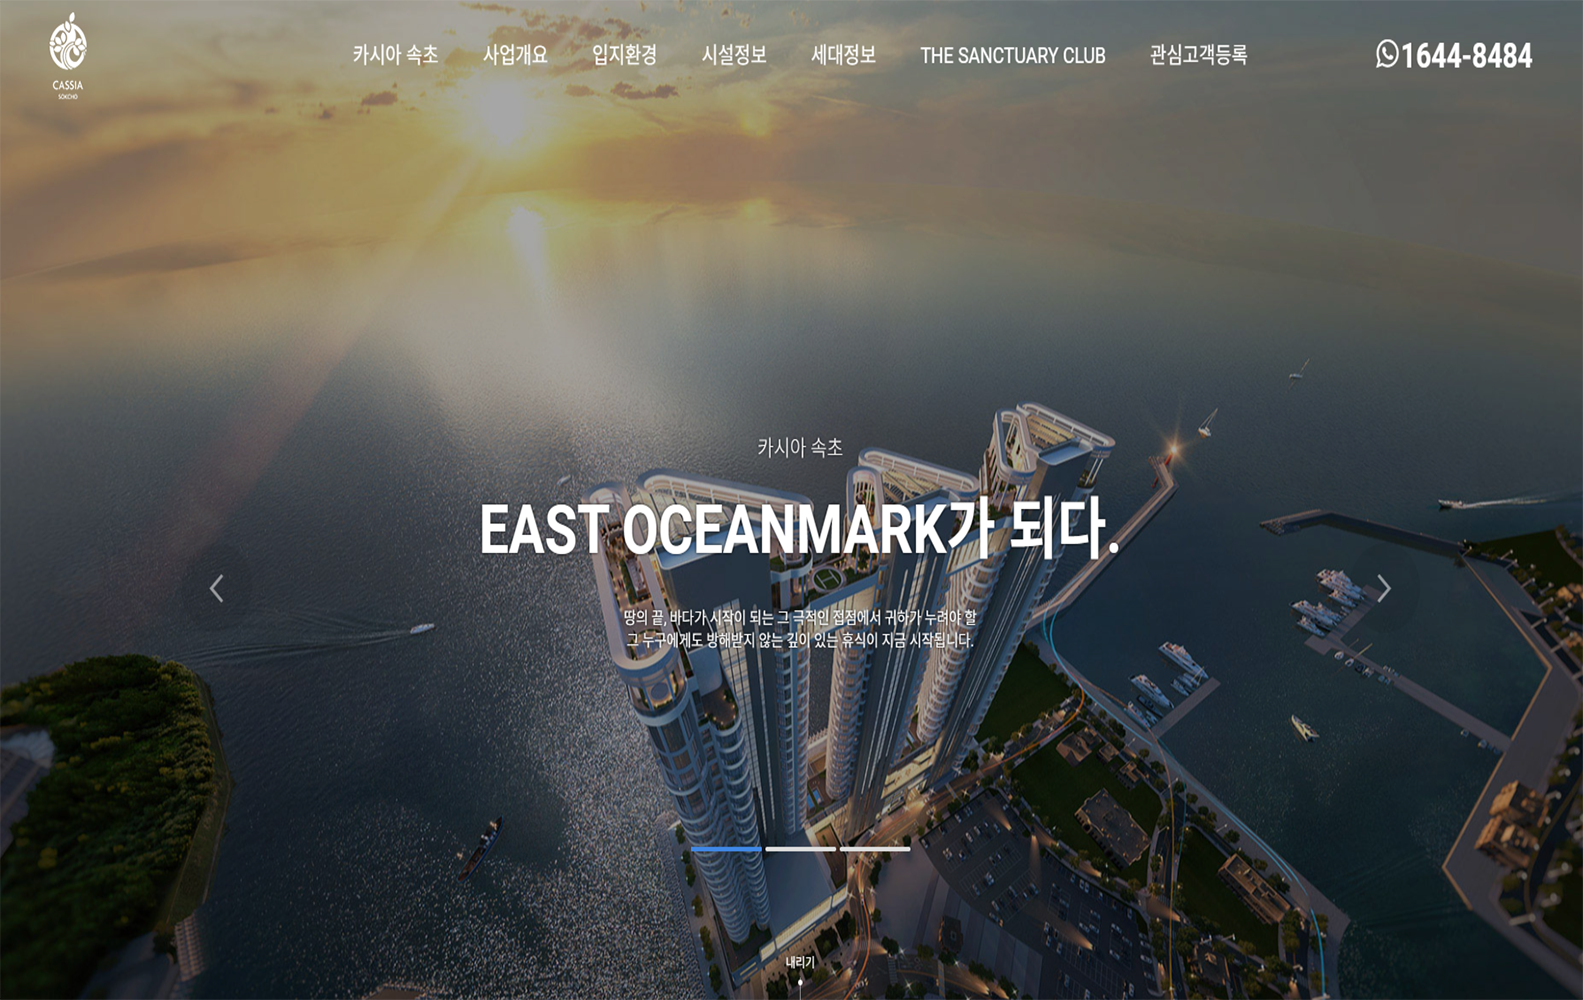 CASSIA
SOKCHO
카시아 속초
사업개요
입지환경
시설정보
세대정보
THE SANCTUARY CLUB
관심고객등록
1644-8484
카시아 속초
EAST OCEANMARK가 되다.
땅의 끝, 바다가 시작이 되는 그 극적인 접점에서 귀하가 누려야 할
그 누구에게도 방해받지 않는 깊이 있는 휴식이 지금 시작됩니다.
H
내리기